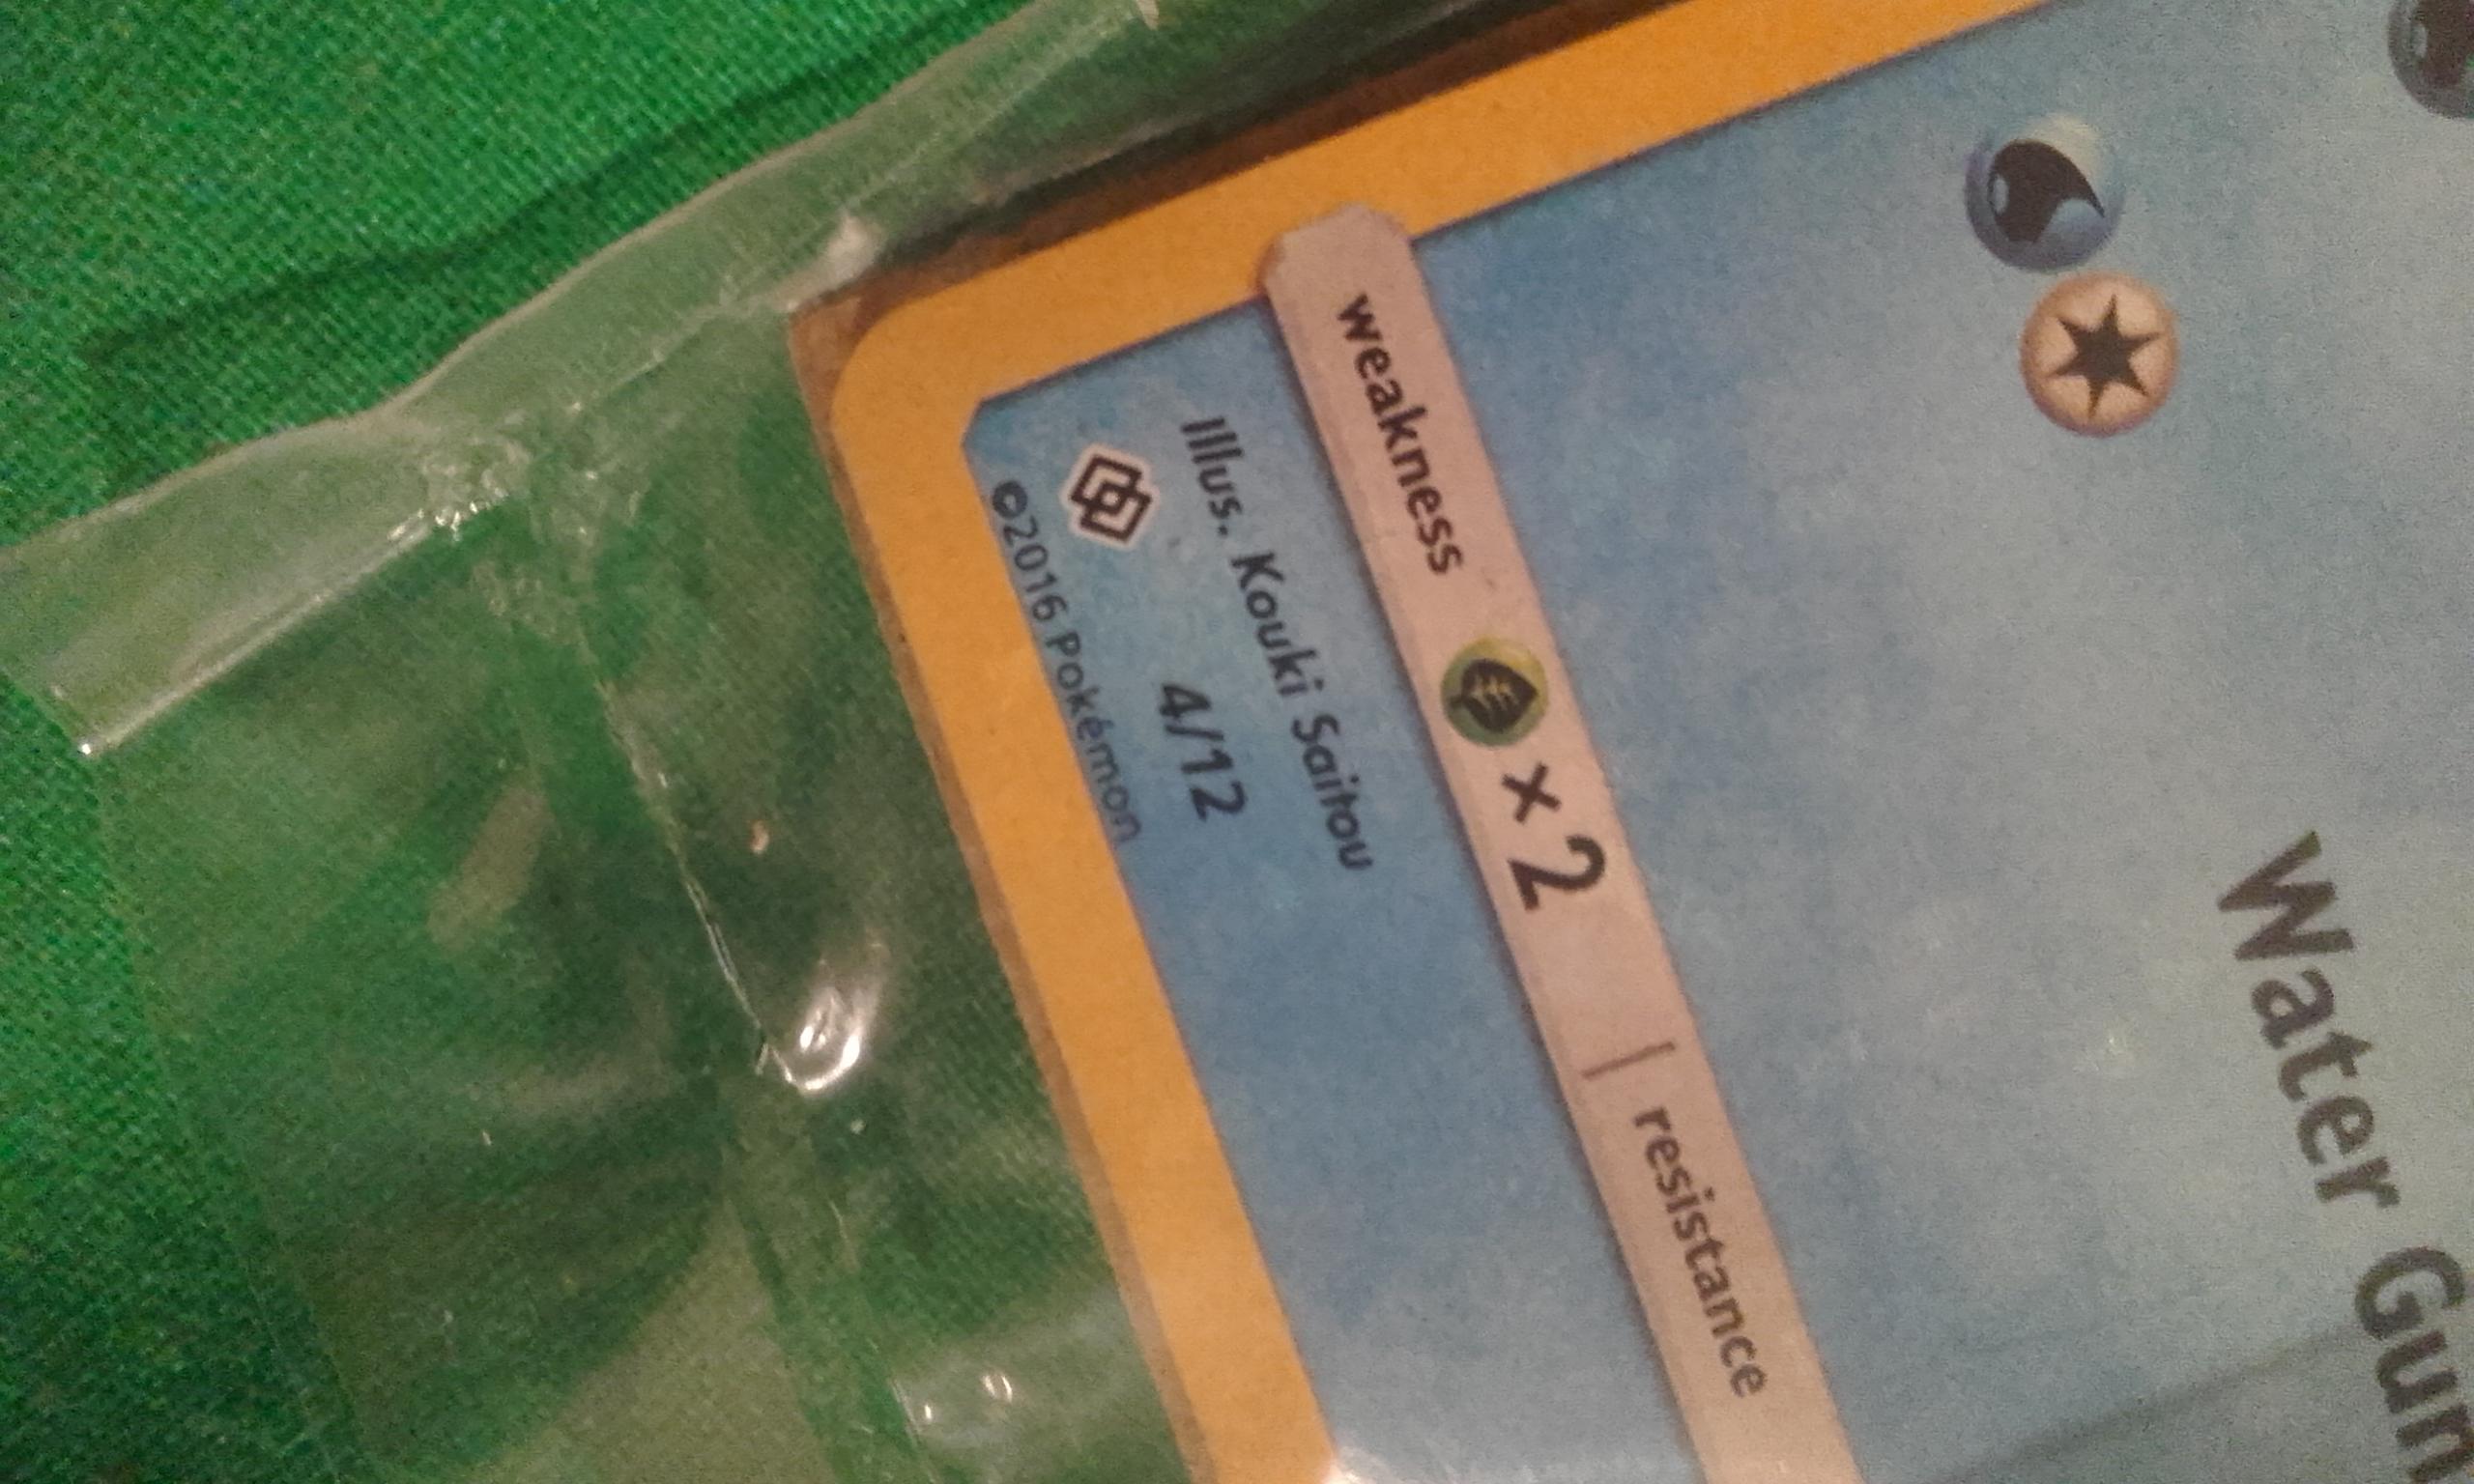 Water Gun
weakness × 2 | resistance
Illus. Kouki Saitou
4/12
©2016 Pokémon